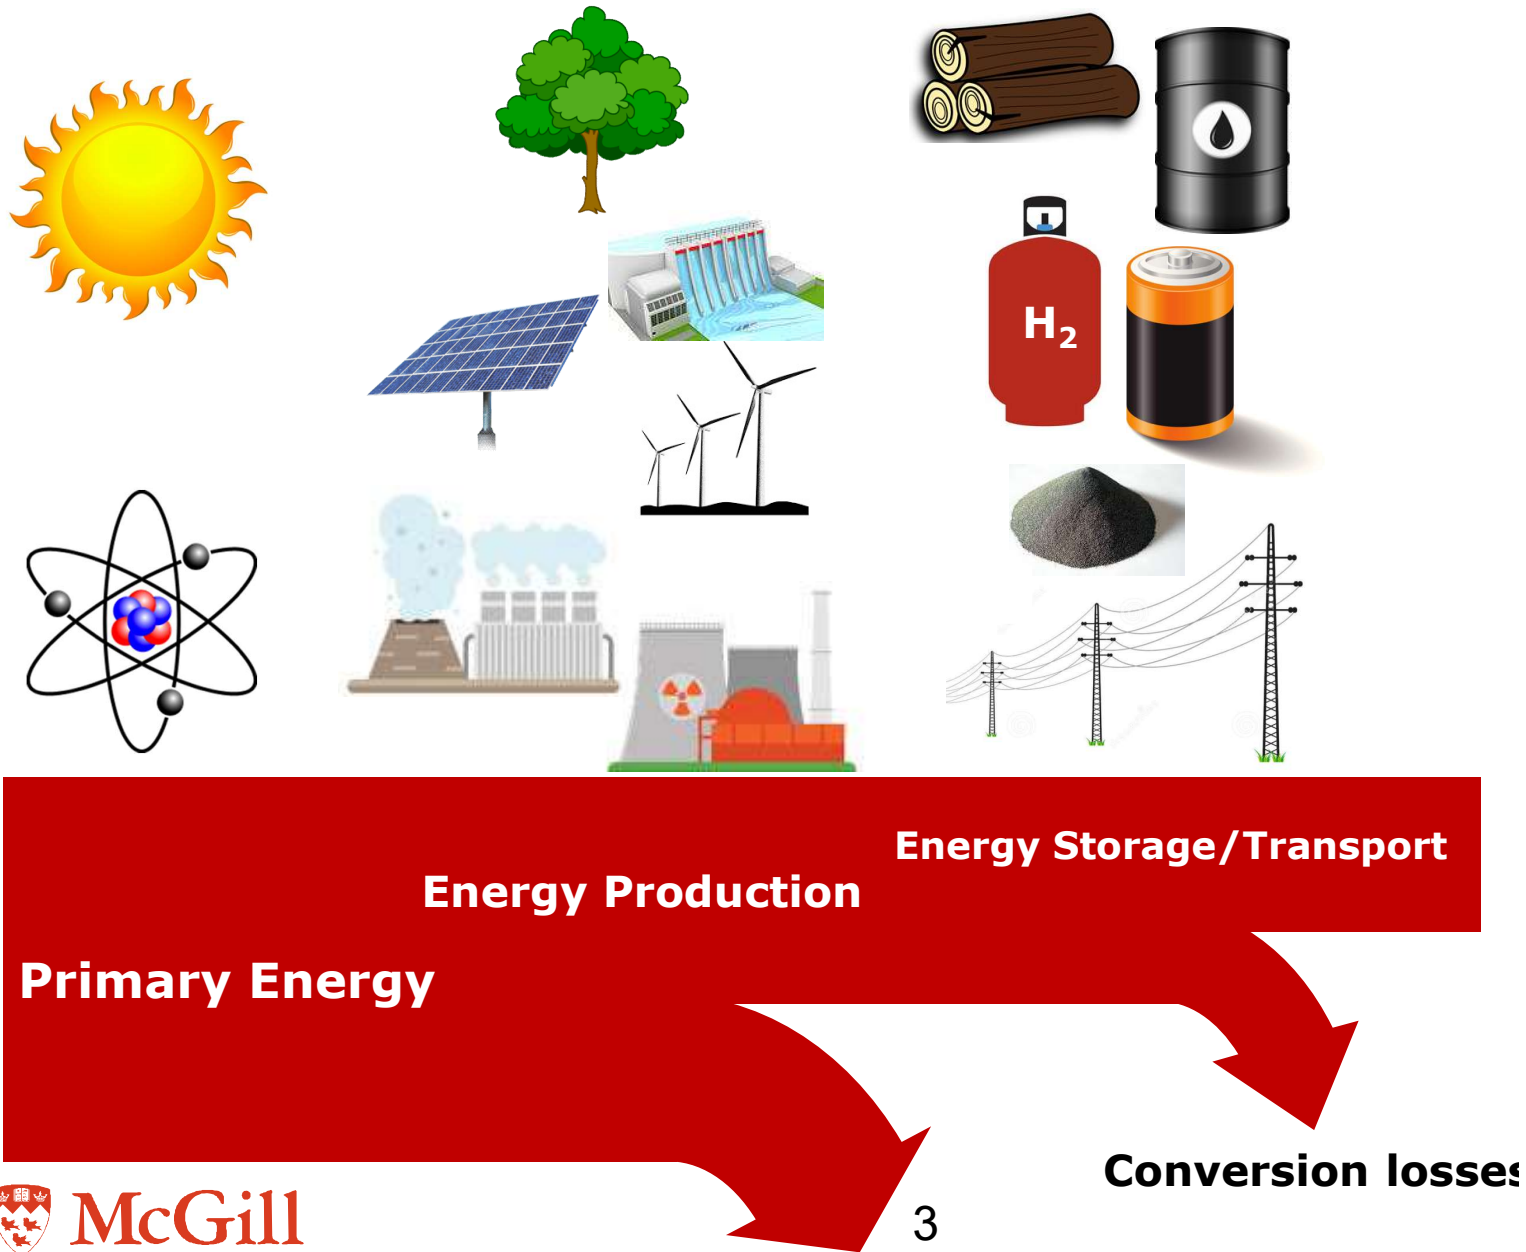 H2
Energy Storage/Transport
Energy Production
Primary Energy
Conversion losses
McGill
3